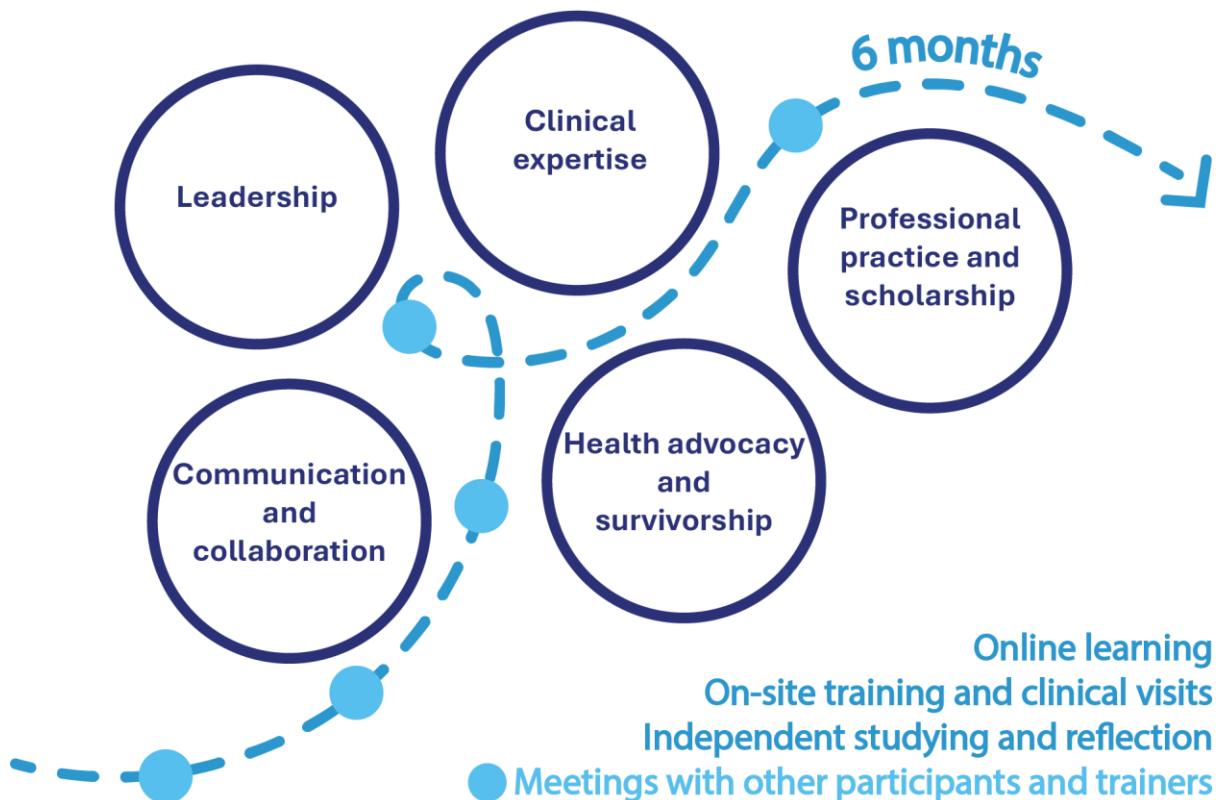 6 months
Clinical
expertise
Leadership
Professional
practice and
scholarship
Health advocacy
and
survivorship
Communication
and
collaboration
Online learning
On-site training and clinical visits
Independent studying and reflection
Meetings with other participants and trainers